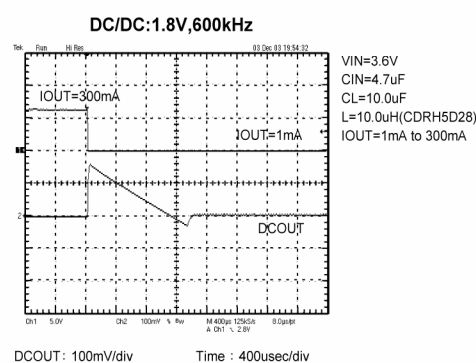 DC/DC:1.8V,600kHz
Tek Run Hi Res 03 Dec 03 19:54:32
IOUT=300mA
IOUT=1mA
2
DCOUT
Ch1 5.0V Ch2 100mV % Bw M 400µs 125kS/s 8.0µs/pt
A Ch1 ∖ 2.8V
VIN=3.6V
CIN=4.7uF
CL=10.0uF
L=10.0uH(CDRH5D28)
IOUT=1mA to 300mA
DCOUT: 100mV/div Time : 400usec/div